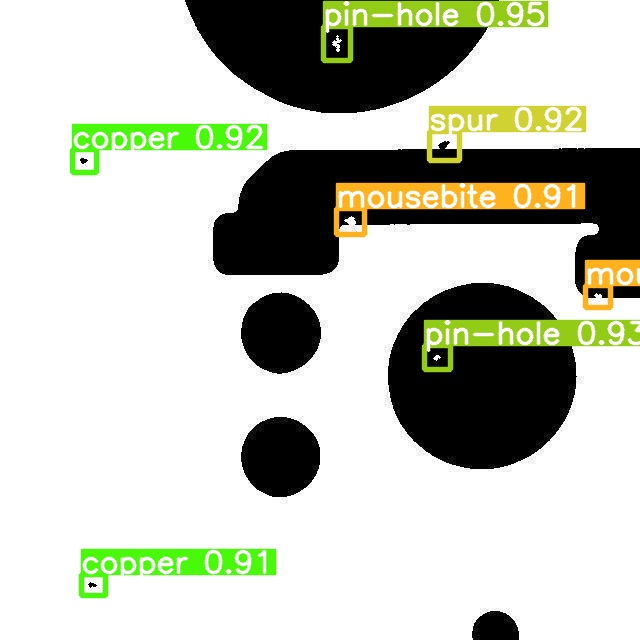 pin-hole 0.95
spur 0.92
copper 0.92
mousebite 0.91
mou
pin-hole 0.93
copper 0.91